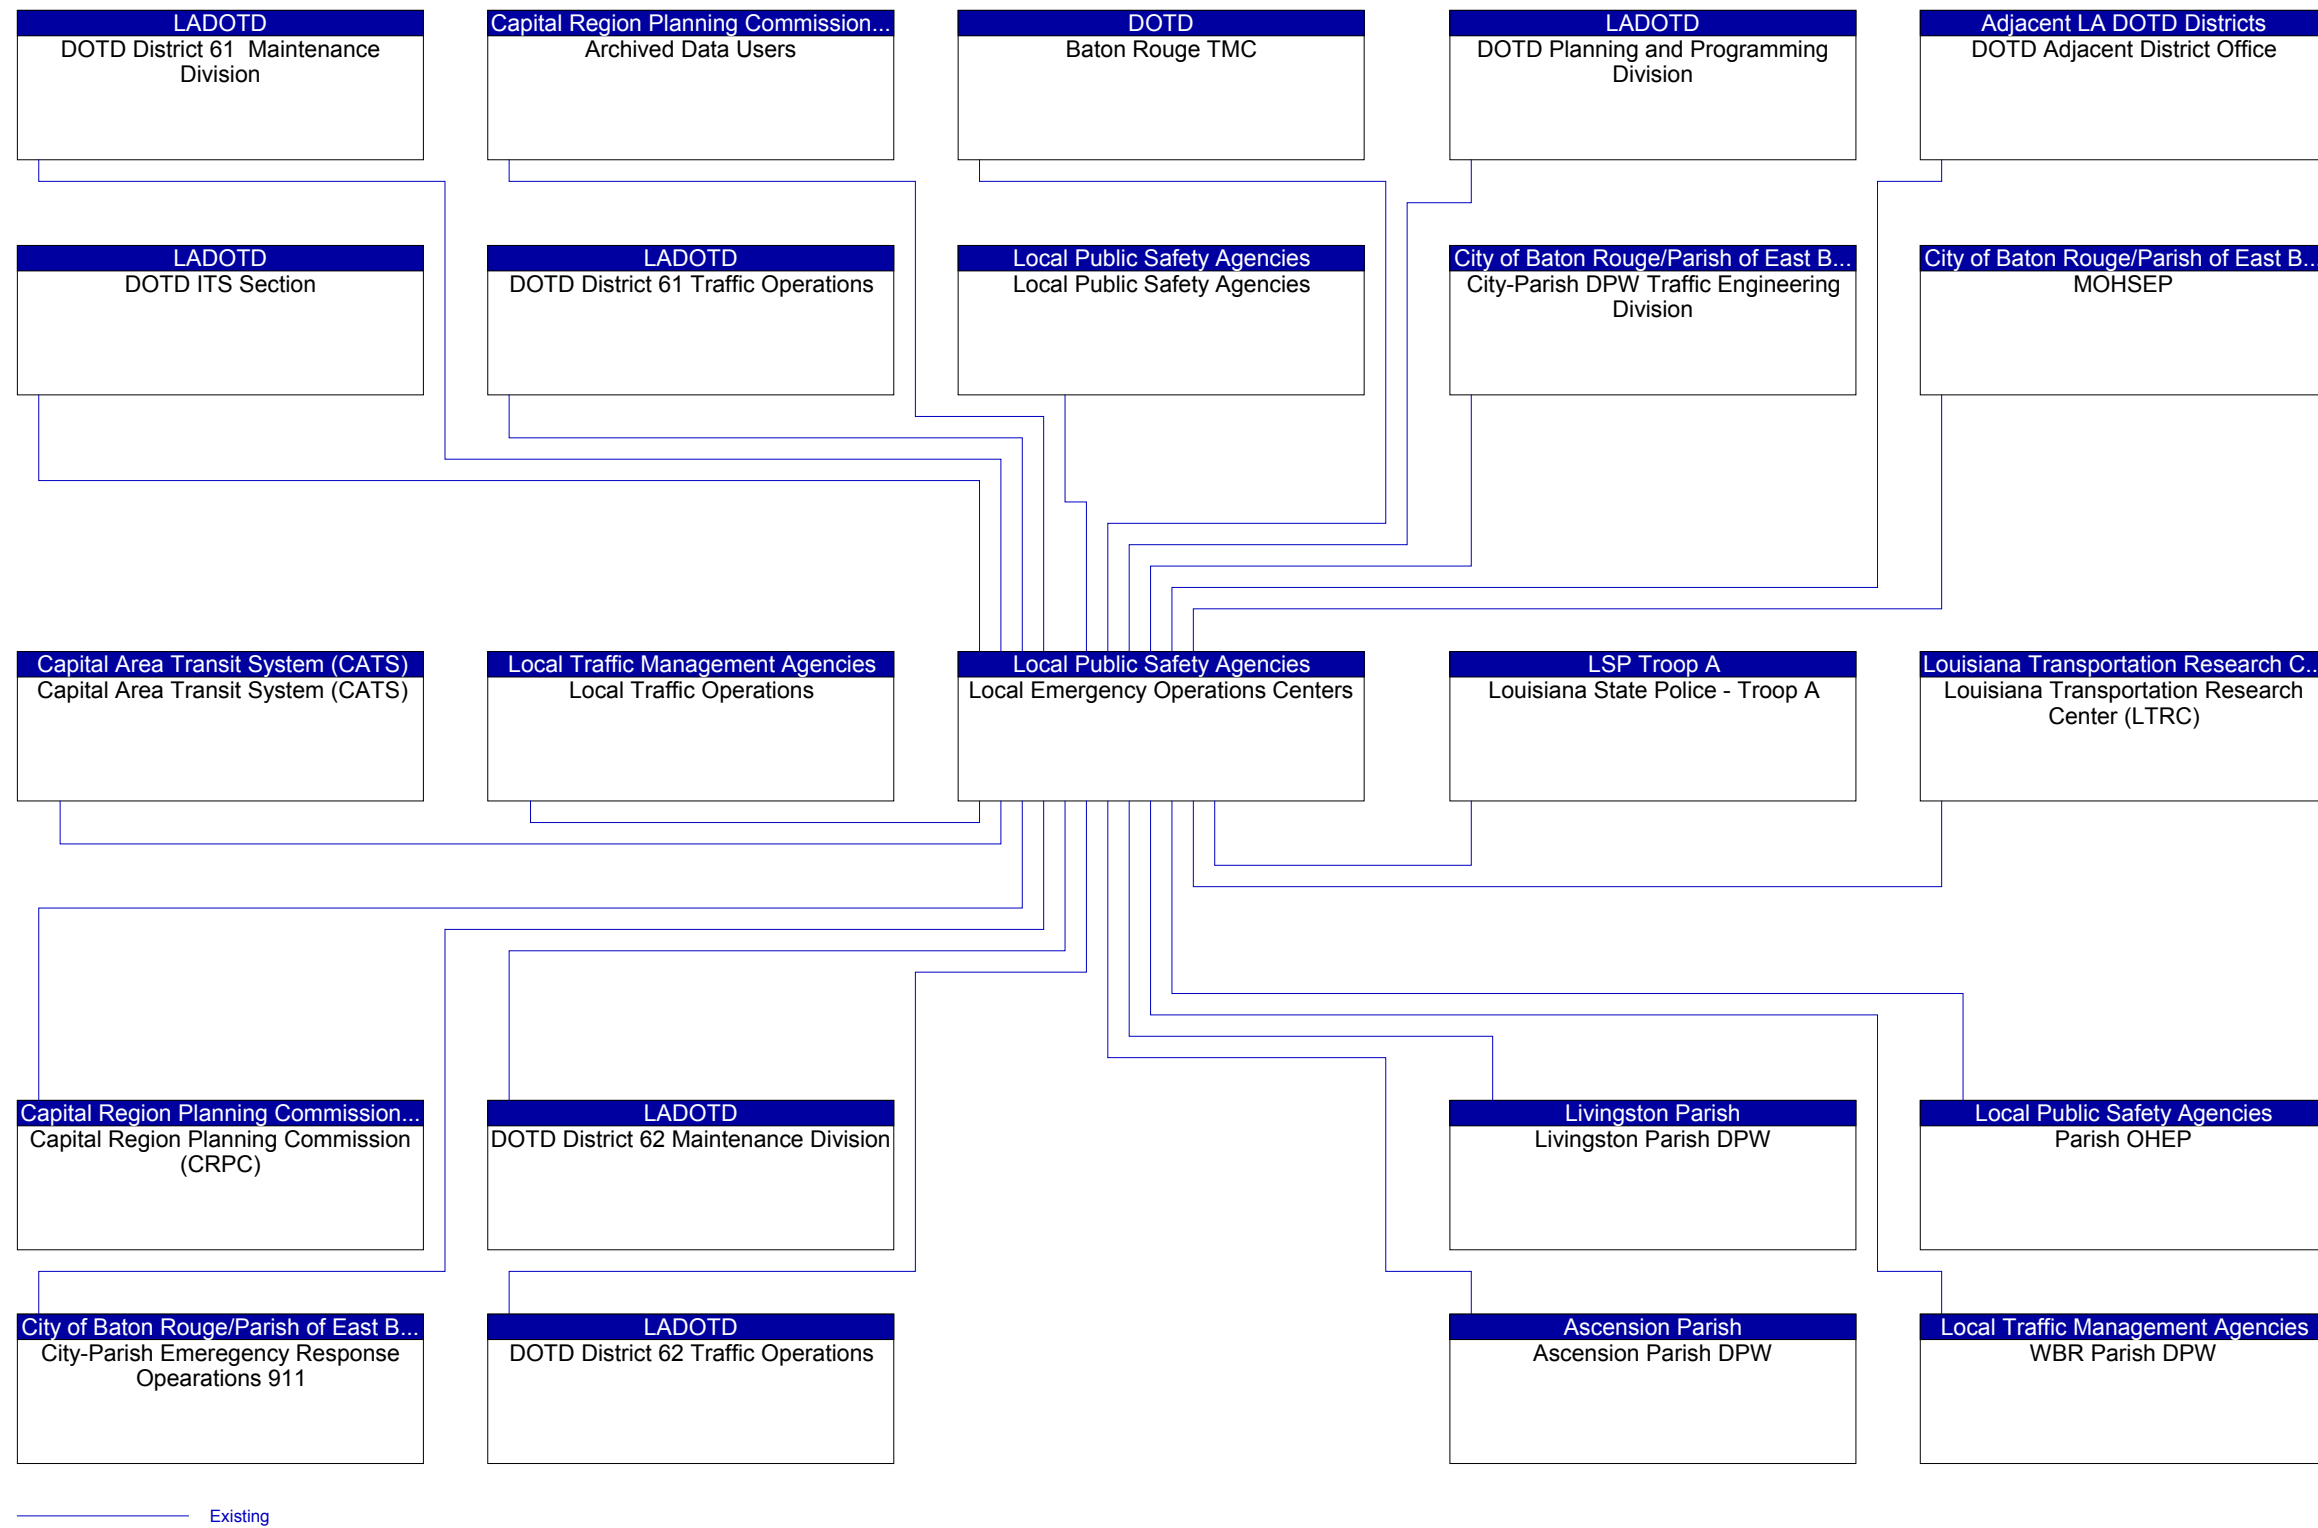 LADOTD
DOTD District 61  Maintenance
Division
Capital Region Planning Commission...
Archived Data Users
DOTD
Baton Rouge TMC
LADOTD
DOTD Planning and Programming
Division
Adjacent LA DOTD Districts
DOTD Adjacent District Office
LADOTD
DOTD ITS Section
LADOTD
DOTD District 61 Traffic Operations
Local Public Safety Agencies
Local Public Safety Agencies
City of Baton Rouge/Parish of East B...
City-Parish DPW Traffic Engineering
Division
City of Baton Rouge/Parish of East B...
MOHSEP
Capital Area Transit System (CATS)
Capital Area Transit System (CATS)
Local Traffic Management Agencies
Local Traffic Operations
Local Public Safety Agencies
Local Emergency Operations Centers
LSP Troop A
Louisiana State Police - Troop A
Louisiana Transportation Research C...
Louisiana Transportation Research
Center (LTRC)
Capital Region Planning Commission...
Capital Region Planning Commission
(CRPC)
LADOTD
DOTD District 62 Maintenance Division
Livingston Parish
Livingston Parish DPW
Local Public Safety Agencies
Parish OHEP
City of Baton Rouge/Parish of East B...
City-Parish Emeregency Response
Opearations 911
LADOTD
DOTD District 62 Traffic Operations
Ascension Parish
Ascension Parish DPW
Local Traffic Management Agencies
WBR Parish DPW
Existing